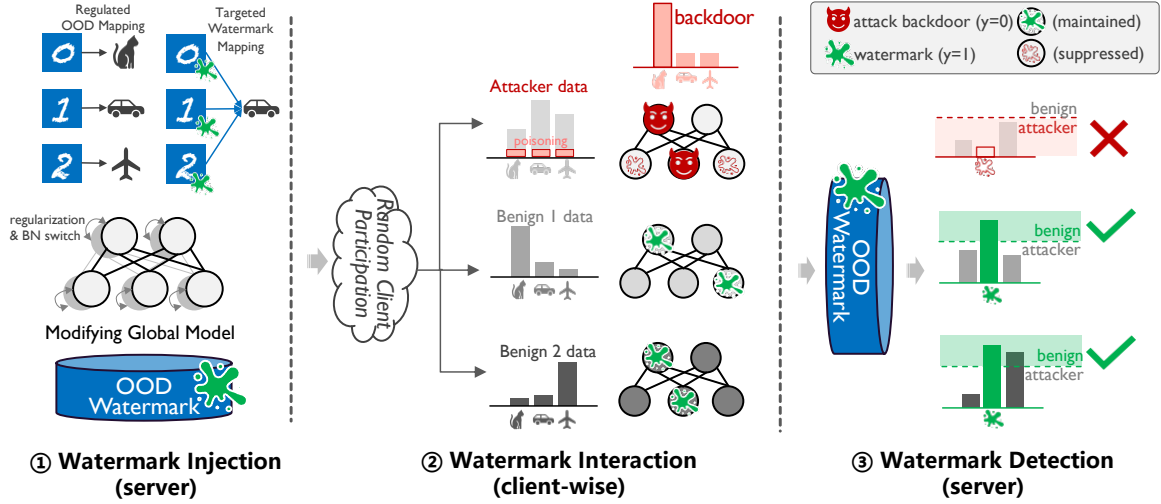 Regulated
OOD Mapping
Targeted
Watermark
Mapping
0
0
1
1
2
2
regularization
& BN switch
Modifying Global Model
OOD
Watermark
① Watermark Injection
(server)
Random Client
Participation
backdoor
Attacker data
poisoning
Benign 1 data
Benign 2 data
② Watermark Interaction
(client-wise)
attack backdoor (y=0)
(maintained)
watermark (y=1)
(suppressed)
OOD
Watermark
benign
attacker
benign
attacker
benign
attacker
③ Watermark Detection
(server)